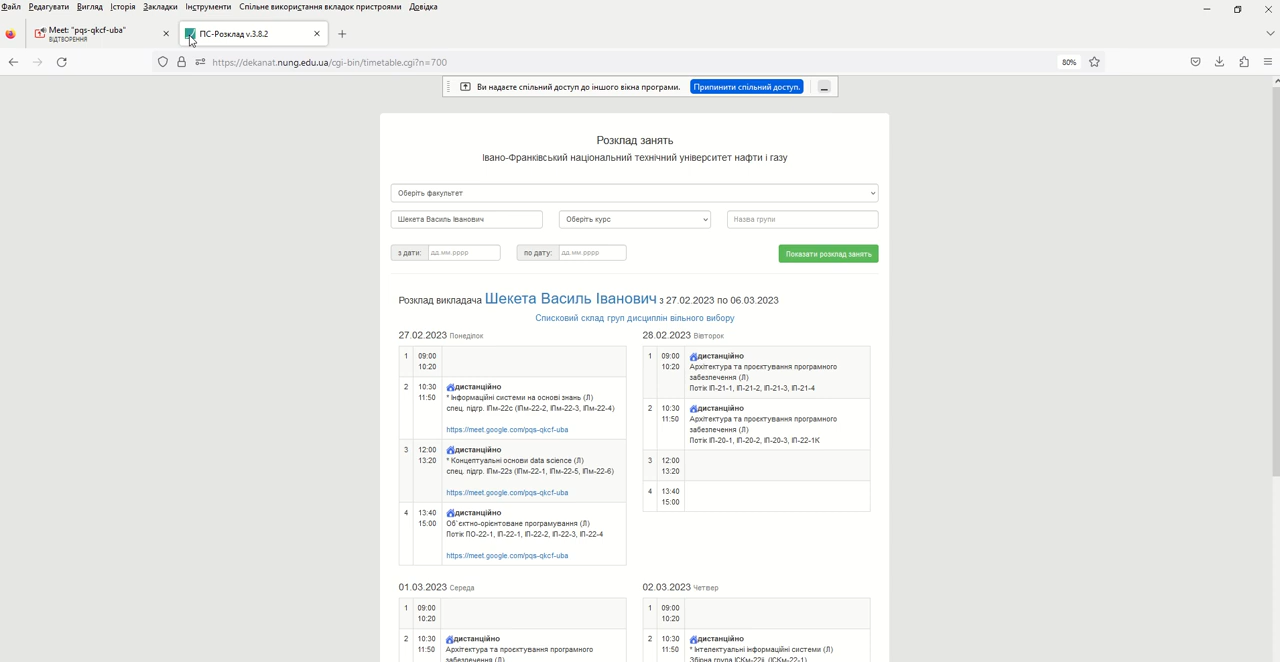 Файл Редагувати Вигляд Історія Закладки Інструменти Спільне використання вкладок пристроями Довідка
Meet: "pqs-qkcf-uba"
ВІДТВОРЕННЯ
ПС-Розклад v.3.8.2
https://dekanat.nung.edu.ua/cgi-bin/timetable.cgi?n=700
80%
Ви надаєте спільний доступ до іншого вікна програми. Припинити спільний доступ.
Розклад занять
Івано-Франківський національний технічний університет нафти і газу
Оберіть факультет
Шекета Василь Іванович Оберіть курс Назва групи
з дати: дд.мм.рррр по дату: дд.мм.рррр Показати розклад занять
Розклад викладача Шекета Василь Іванович з 27.02.2023 по 06.03.2023
Списковий склад груп дисциплін вільного вибору
27.02.2023 Понеділок
1 09:00
10:20
2 10:30 дистанційно
11:50 * Інформаційні системи на основі знань (Л)
спец. підгр. ІПм-22с (ІПм-22-2, ІПм-22-3, ІПм-22-4)
https://meet.google.com/pqs-qkcf-uba
3 12:00 дистанційно
13:20 * Концептуальні основи data science (Л)
спец. підгр. ІПм-22з (ІПм-22-1, ІПм-22-5, ІПм-22-6)
https://meet.google.com/pqs-qkcf-uba
4 13:40 дистанційно
15:00 Об'єктно-орієнтоване програмування (Л)
Потік ПО-22-1, ІП-22-1, ІП-22-2, ІП-22-3, ІП-22-4
https://meet.google.com/pqs-qkcf-uba
28.02.2023 Вівторок
1 09:00 дистанційно
10:20 Архітектура та проєктування програмного
забезпечення (Л)
Потік ІП-21-1, ІП-21-2, ІП-21-3, ІП-21-4
2 10:30 дистанційно
11:50 Архітектура та проєктування програмного
забезпечення (Л)
Потік ІП-20-1, ІП-20-2, ІП-20-3, ІП-22-1К
3 12:00
13:20
4 13:40
15:00
01.03.2023 Середа
1 09:00
10:20
2 10:30 дистанційно
11:50 Архітектура та проєктування програмного
забезпечення (Л)
02.03.2023 Четвер
1 09:00
10:20
2 10:30 дистанційно
11:50 * Інтелектуальні інформаційні системи (Л)
Збірна група ІСКм-22іі, (ІСКм-22-1)